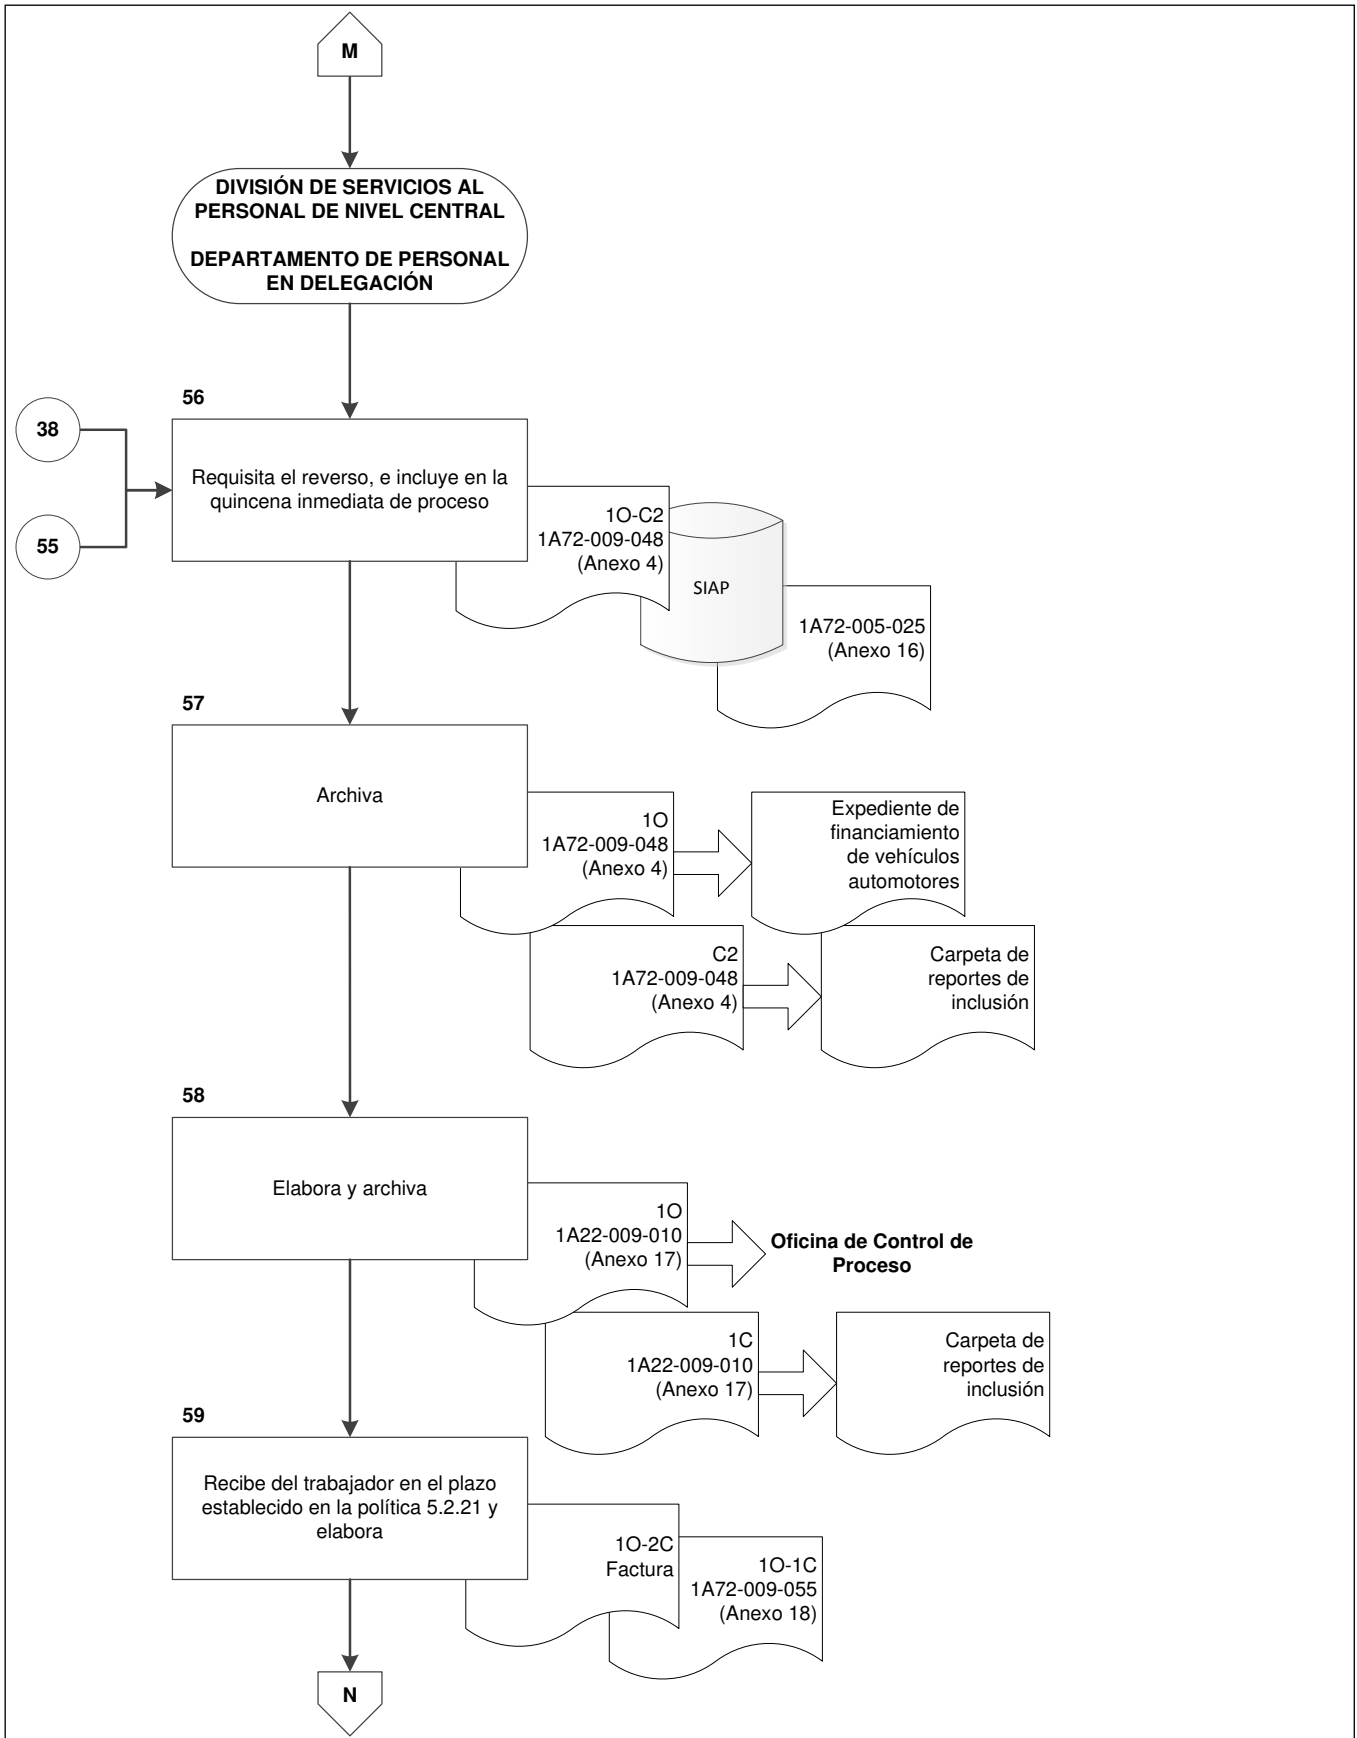 M
DIVISIÓN DE SERVICIOS AL
PERSONAL DE NIVEL CENTRAL
DEPARTAMENTO DE PERSONAL
EN DELEGACIÓN
56
38
55
Requisita el reverso, e incluye en la
quincena inmediata de proceso
1O-C2
1A72-009-048
(Anexo 4)
SIAP
1A72-005-025
(Anexo 16)
57
Archiva
1O
1A72-009-048
(Anexo 4)
Expediente de
financiamiento
de vehículos
automotores
C2
1A72-009-048
(Anexo 4)
Carpeta de
reportes de
inclusión
58
Elabora y archiva
1O
1A22-009-010
(Anexo 17)
Oficina de Control de
Proceso
1C
1A22-009-010
(Anexo 17)
Carpeta de
reportes de
inclusión
59
Recibe del trabajador en el plazo
establecido en la política 5.2.21 y
elabora
1O-2C
Factura
1O-1C
1A72-009-055
(Anexo 18)
N